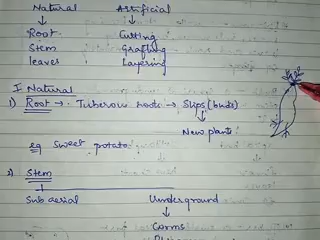 Natural Artificial
↓ ↓
Root Cutting
Stem Grafting
leaves Layering
I Natural
1) Root → Tuberous roots → Slips (buds)
↓
New plants
eg Sweet potato
2) Stem
Sub aerial Underground
↓
Corms